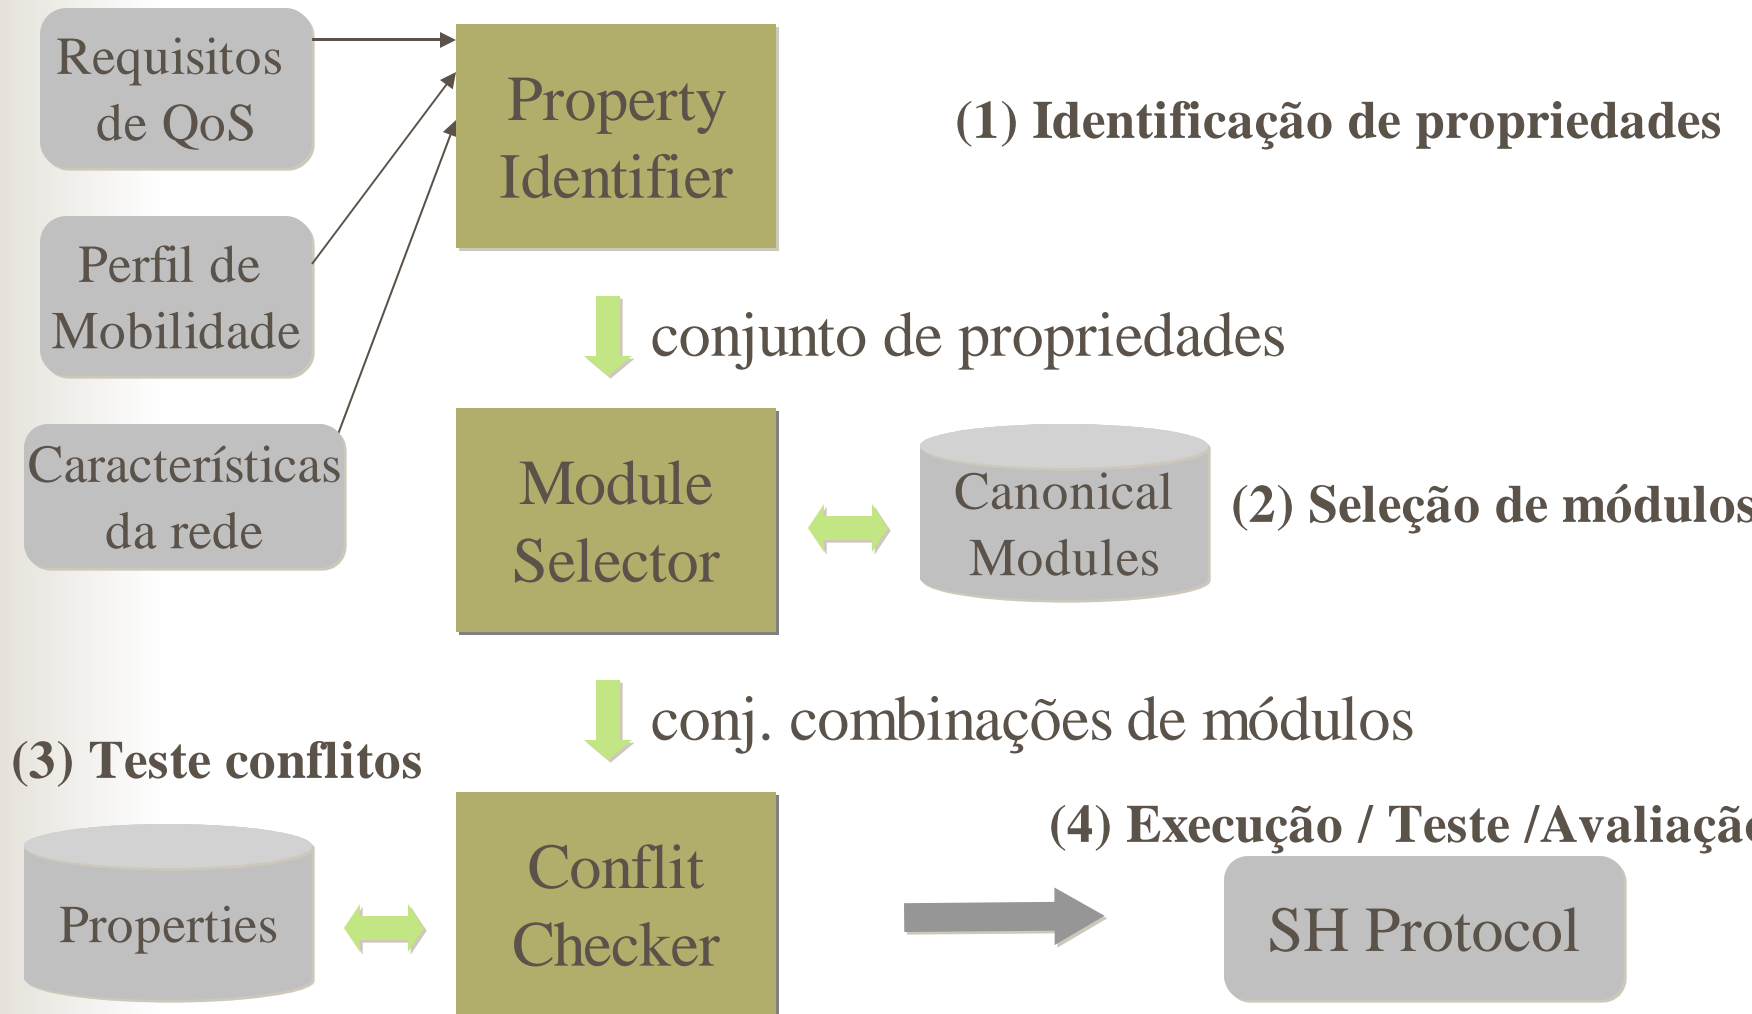 Requisitos
de QoS
Property
Identifier
(1) Identificação de propriedades
Perfil de
Mobilidade
conjunto de propriedades
Características
da rede
Module
Selector
Canonical
Modules
(2) Seleção de módulos
conj. combinações de módulos
(3) Teste conflitos
Properties
Conflit
Checker
(4) Execução / Teste /Avaliação
SH Protocol